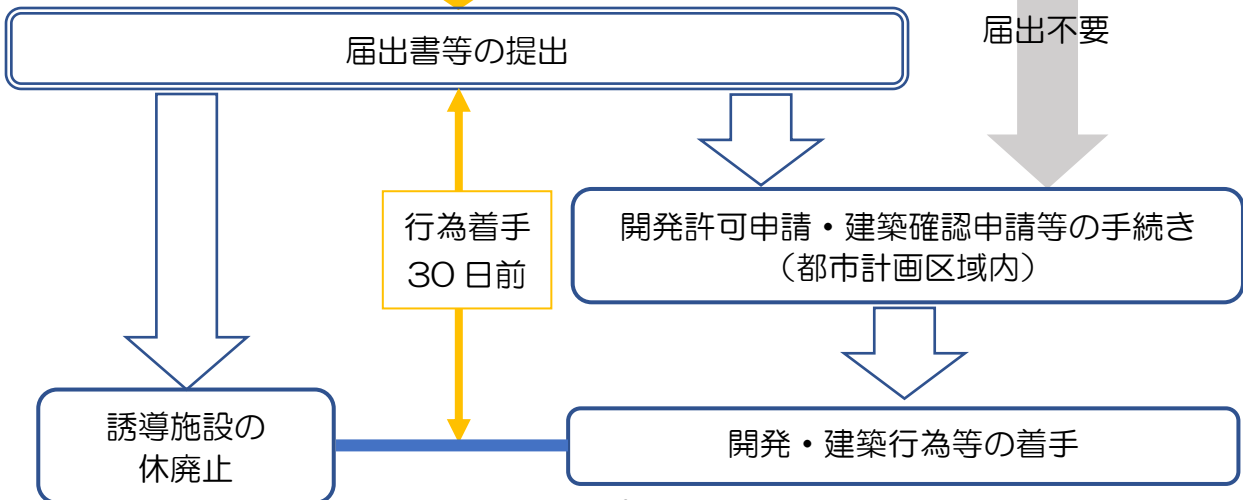 届出不要
届出書等の提出
行為着手
30日前
開発許可申請・建築確認申請等の手続き
（都市計画区域内）
誘導施設の
休廃止
開発・建築行為等の着手